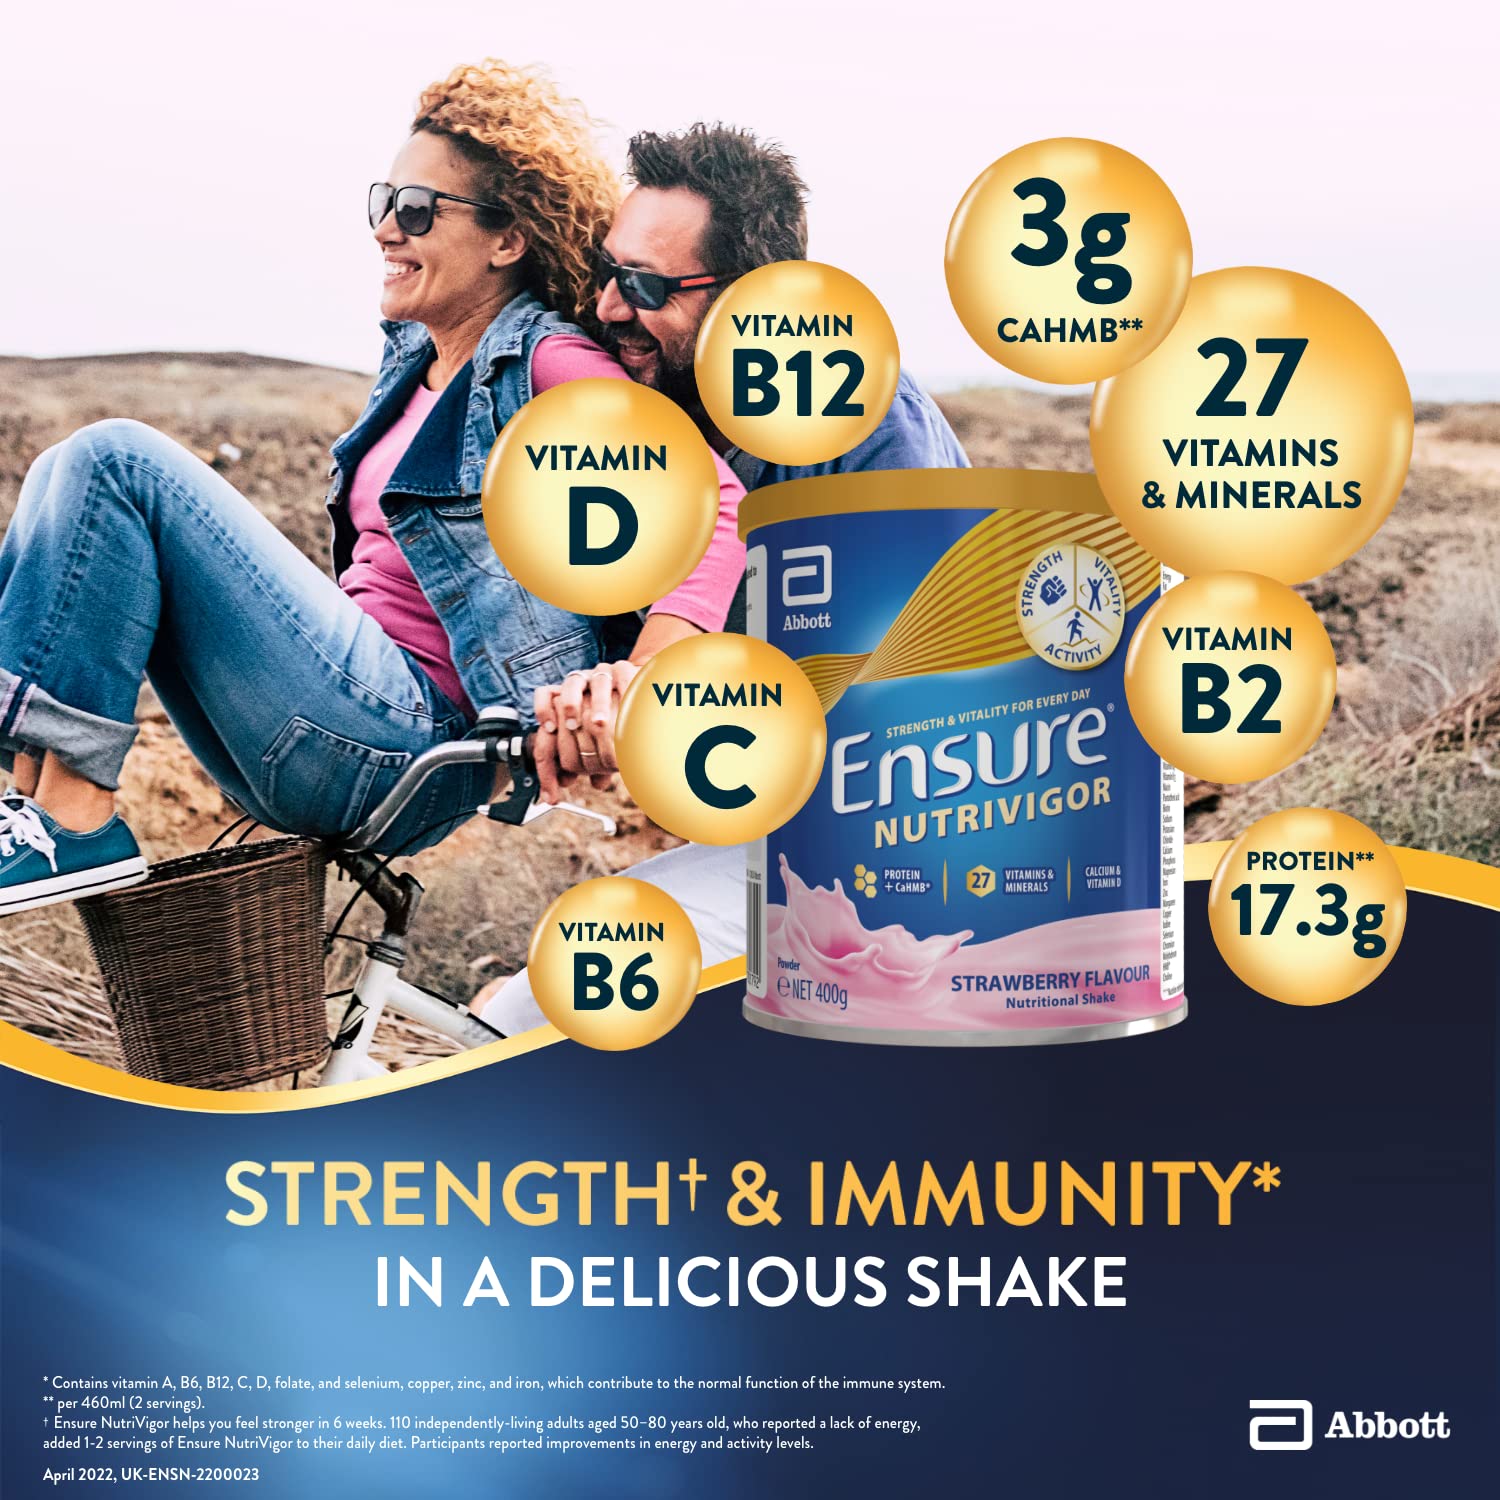 3g
CAHMB**
27
VITAMINS
& MINERALS
VITAMIN
B12
VITAMIN
D
VITAMIN
B2
VITAMIN
C
PROTEIN**
17.3g
VITAMIN
B6
Abbott
STRENGTH
VITALITY
ACTIVITY
STRENGTH & VITALITY FOR EVERY DAY
Ensure®
NUTRIVIGOR
PROTEIN
+ CaHMB*
27
VITAMINS &
MINERALS
CALCIUM &
VITAMIN D
Powder
℮ NET 400g
STRAWBERRY FLAVOUR
Nutritional Shake
STRENGTH† & IMMUNITY*
IN A DELICIOUS SHAKE
* Contains vitamin A, B6, B12, C, D, folate, and selenium, copper, zinc, and iron, which contribute to the normal function of the immune system.
** per 460ml (2 servings).
† Ensure NutriVigor helps you feel stronger in 6 weeks. 110 independently-living adults aged 50–80 years old, who reported a lack of energy,
added 1-2 servings of Ensure NutriVigor to their daily diet. Participants reported improvements in energy and activity levels.
April 2022, UK-ENSN-2200023
Abbott